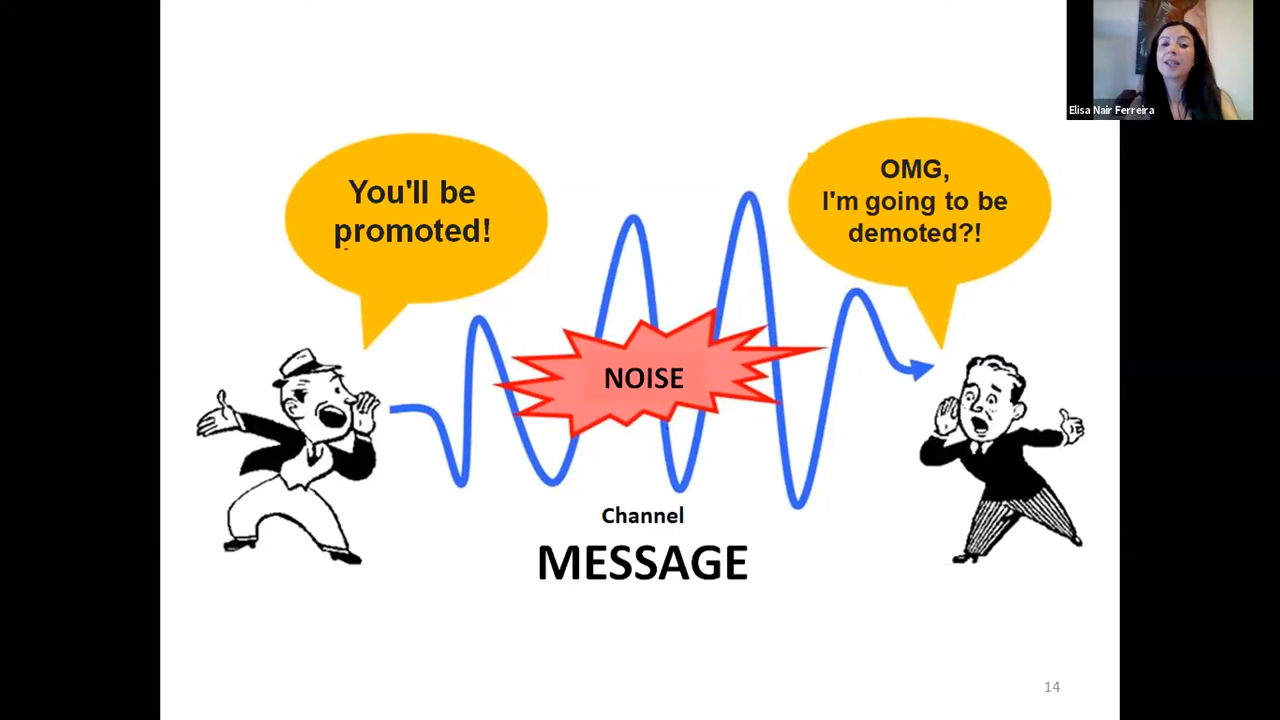 Elisa Nair Ferreira
You'll be
promoted!
OMG,
I'm going to be
demoted?!
NOISE
Channel
MESSAGE
14